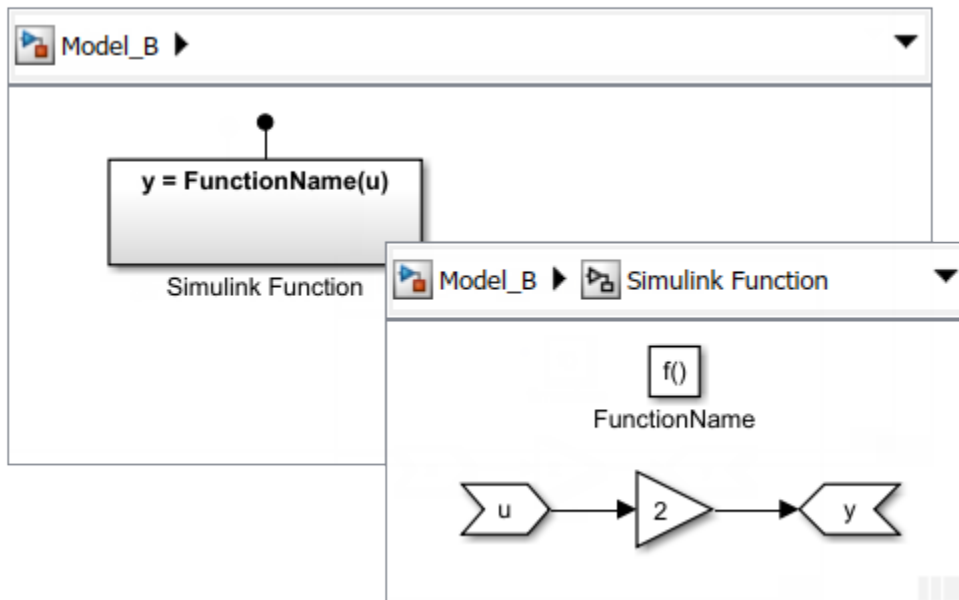 Model_B
y = FunctionName(u)
Simulink Function
Model_B Simulink Function
f()
FunctionName
u 2 y